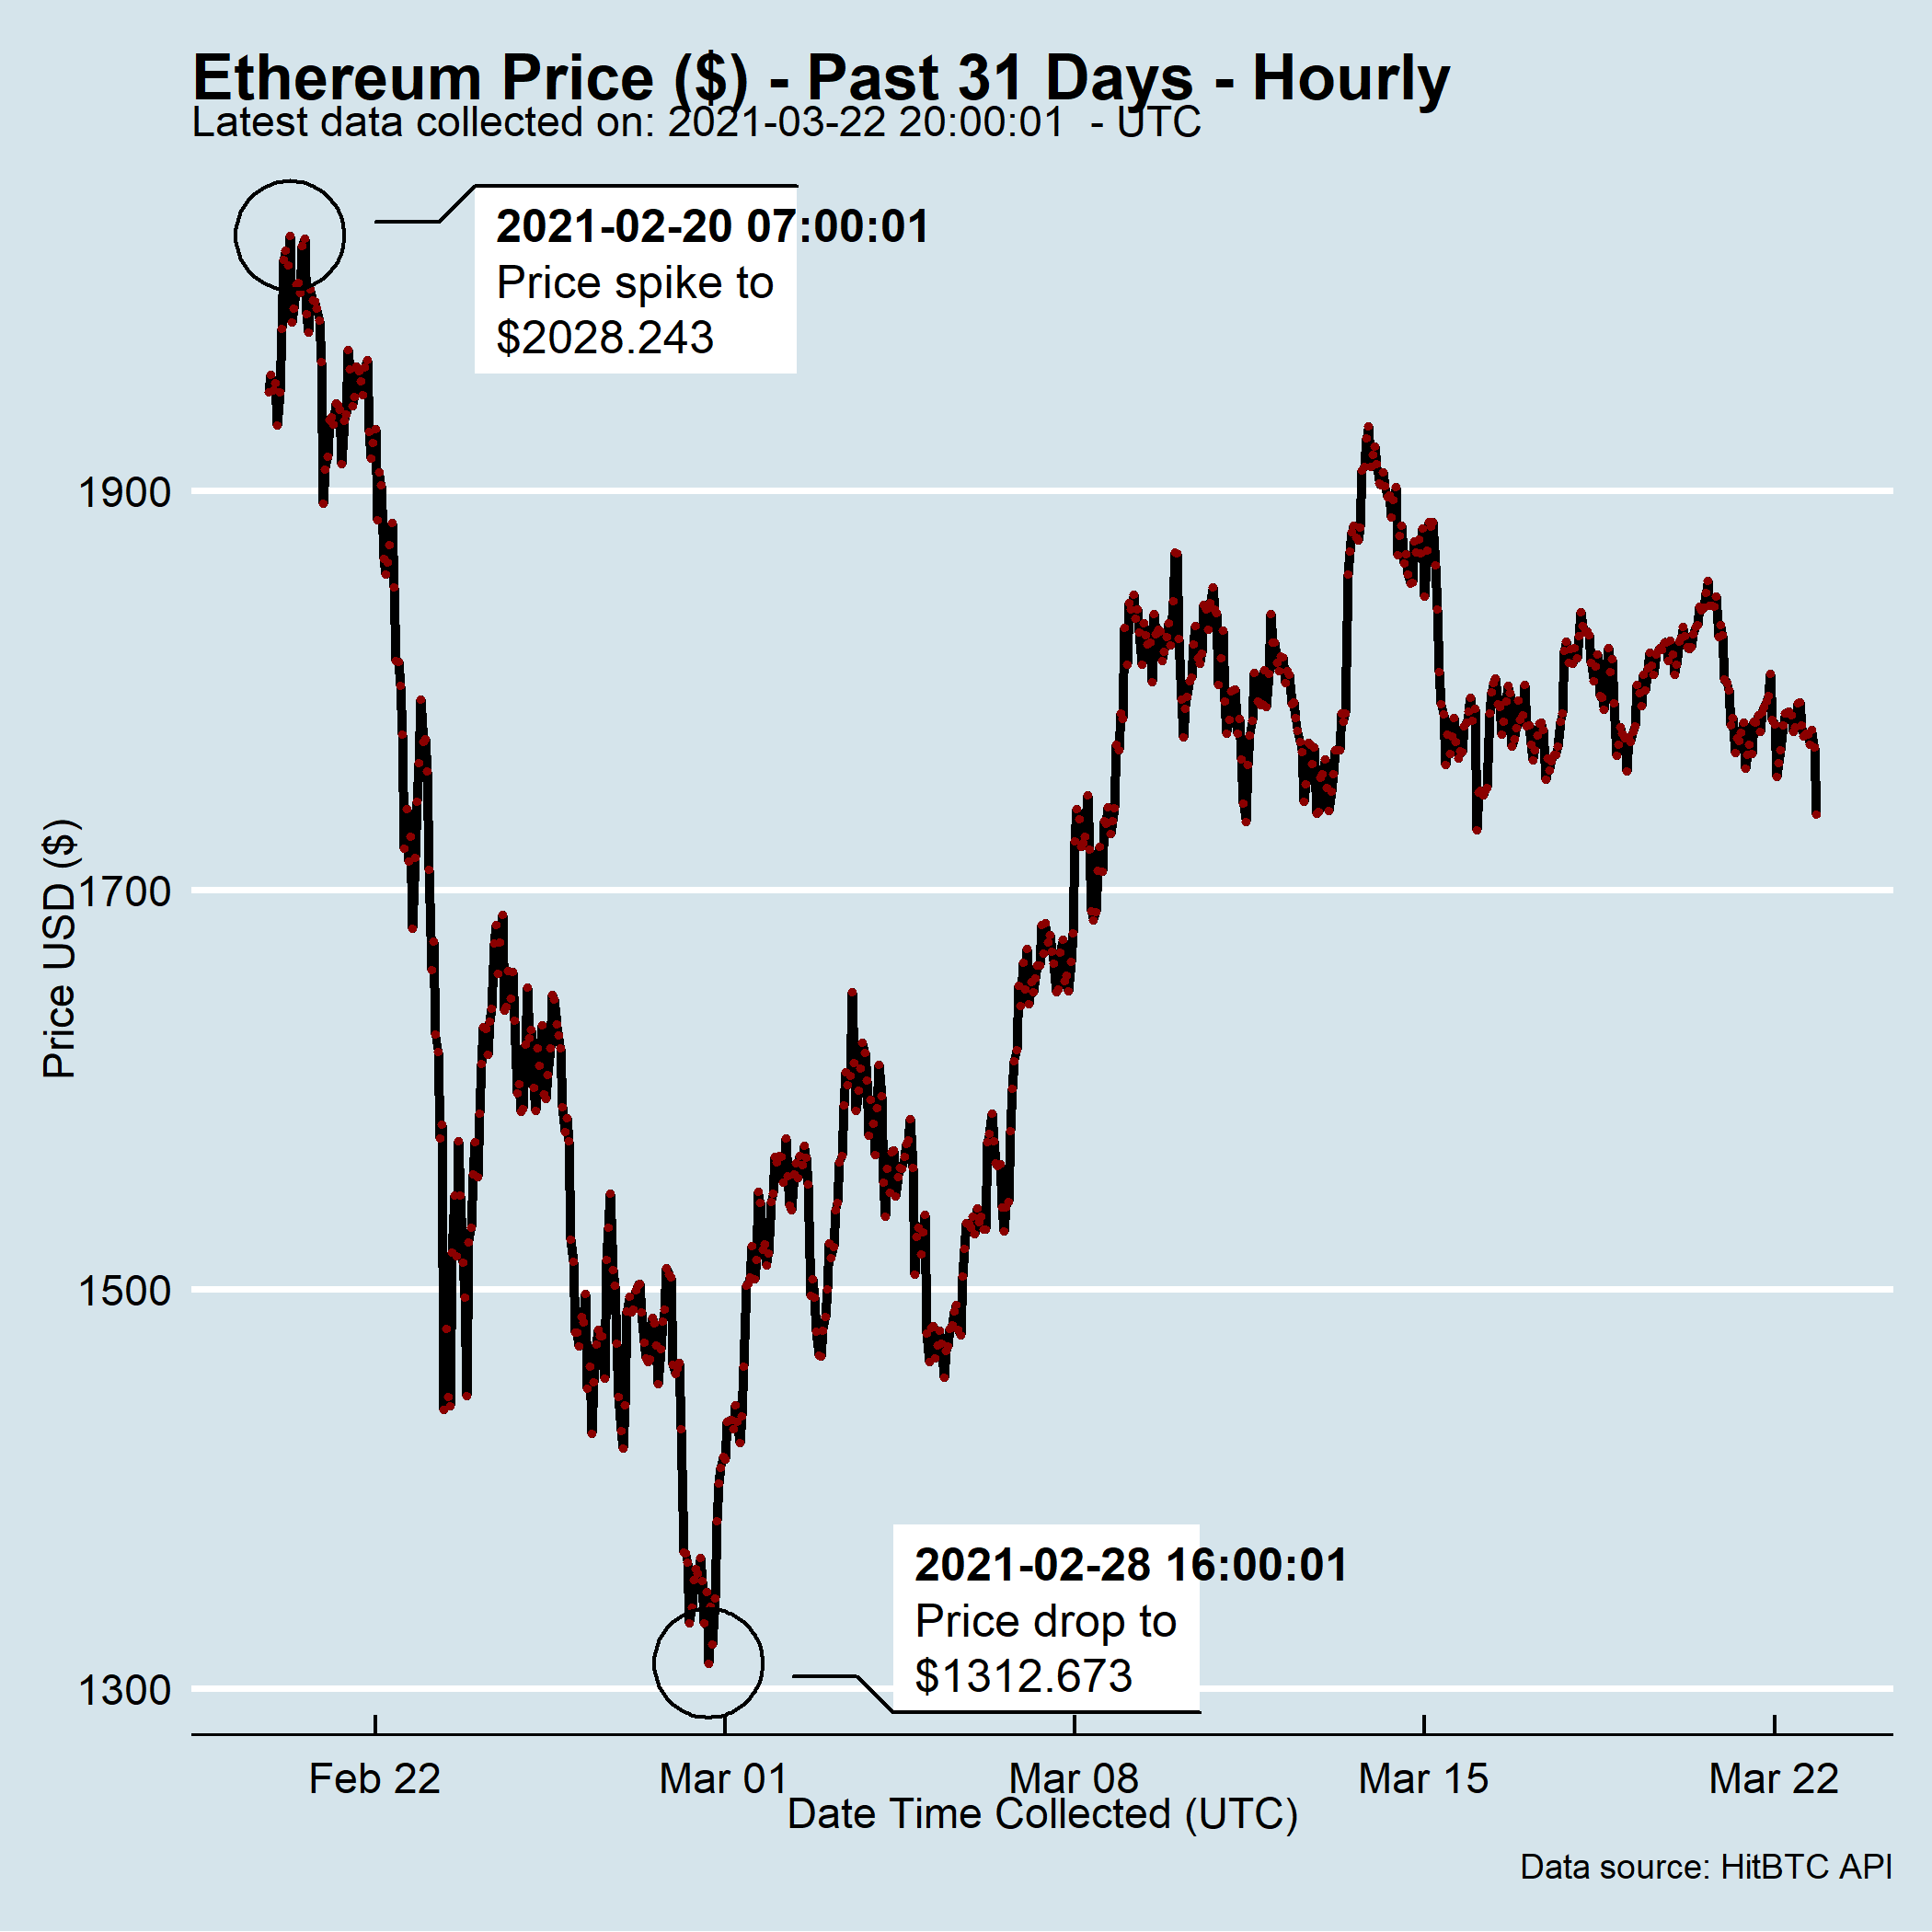 Ethereum Price ($) - Past 31 Days - Hourly
Latest data collected on: 2021-03-22 20:00:01  - UTC
2021-02-20 07:00:01
Price spike to
$2028.243
1900
1700
1500
1300
Price USD ($)
2021-02-28 16:00:01
Price drop to
$1312.673
Feb 22
Mar 01
Mar 08
Mar 15
Mar 22
Date Time Collected (UTC)
Data source: HitBTC API